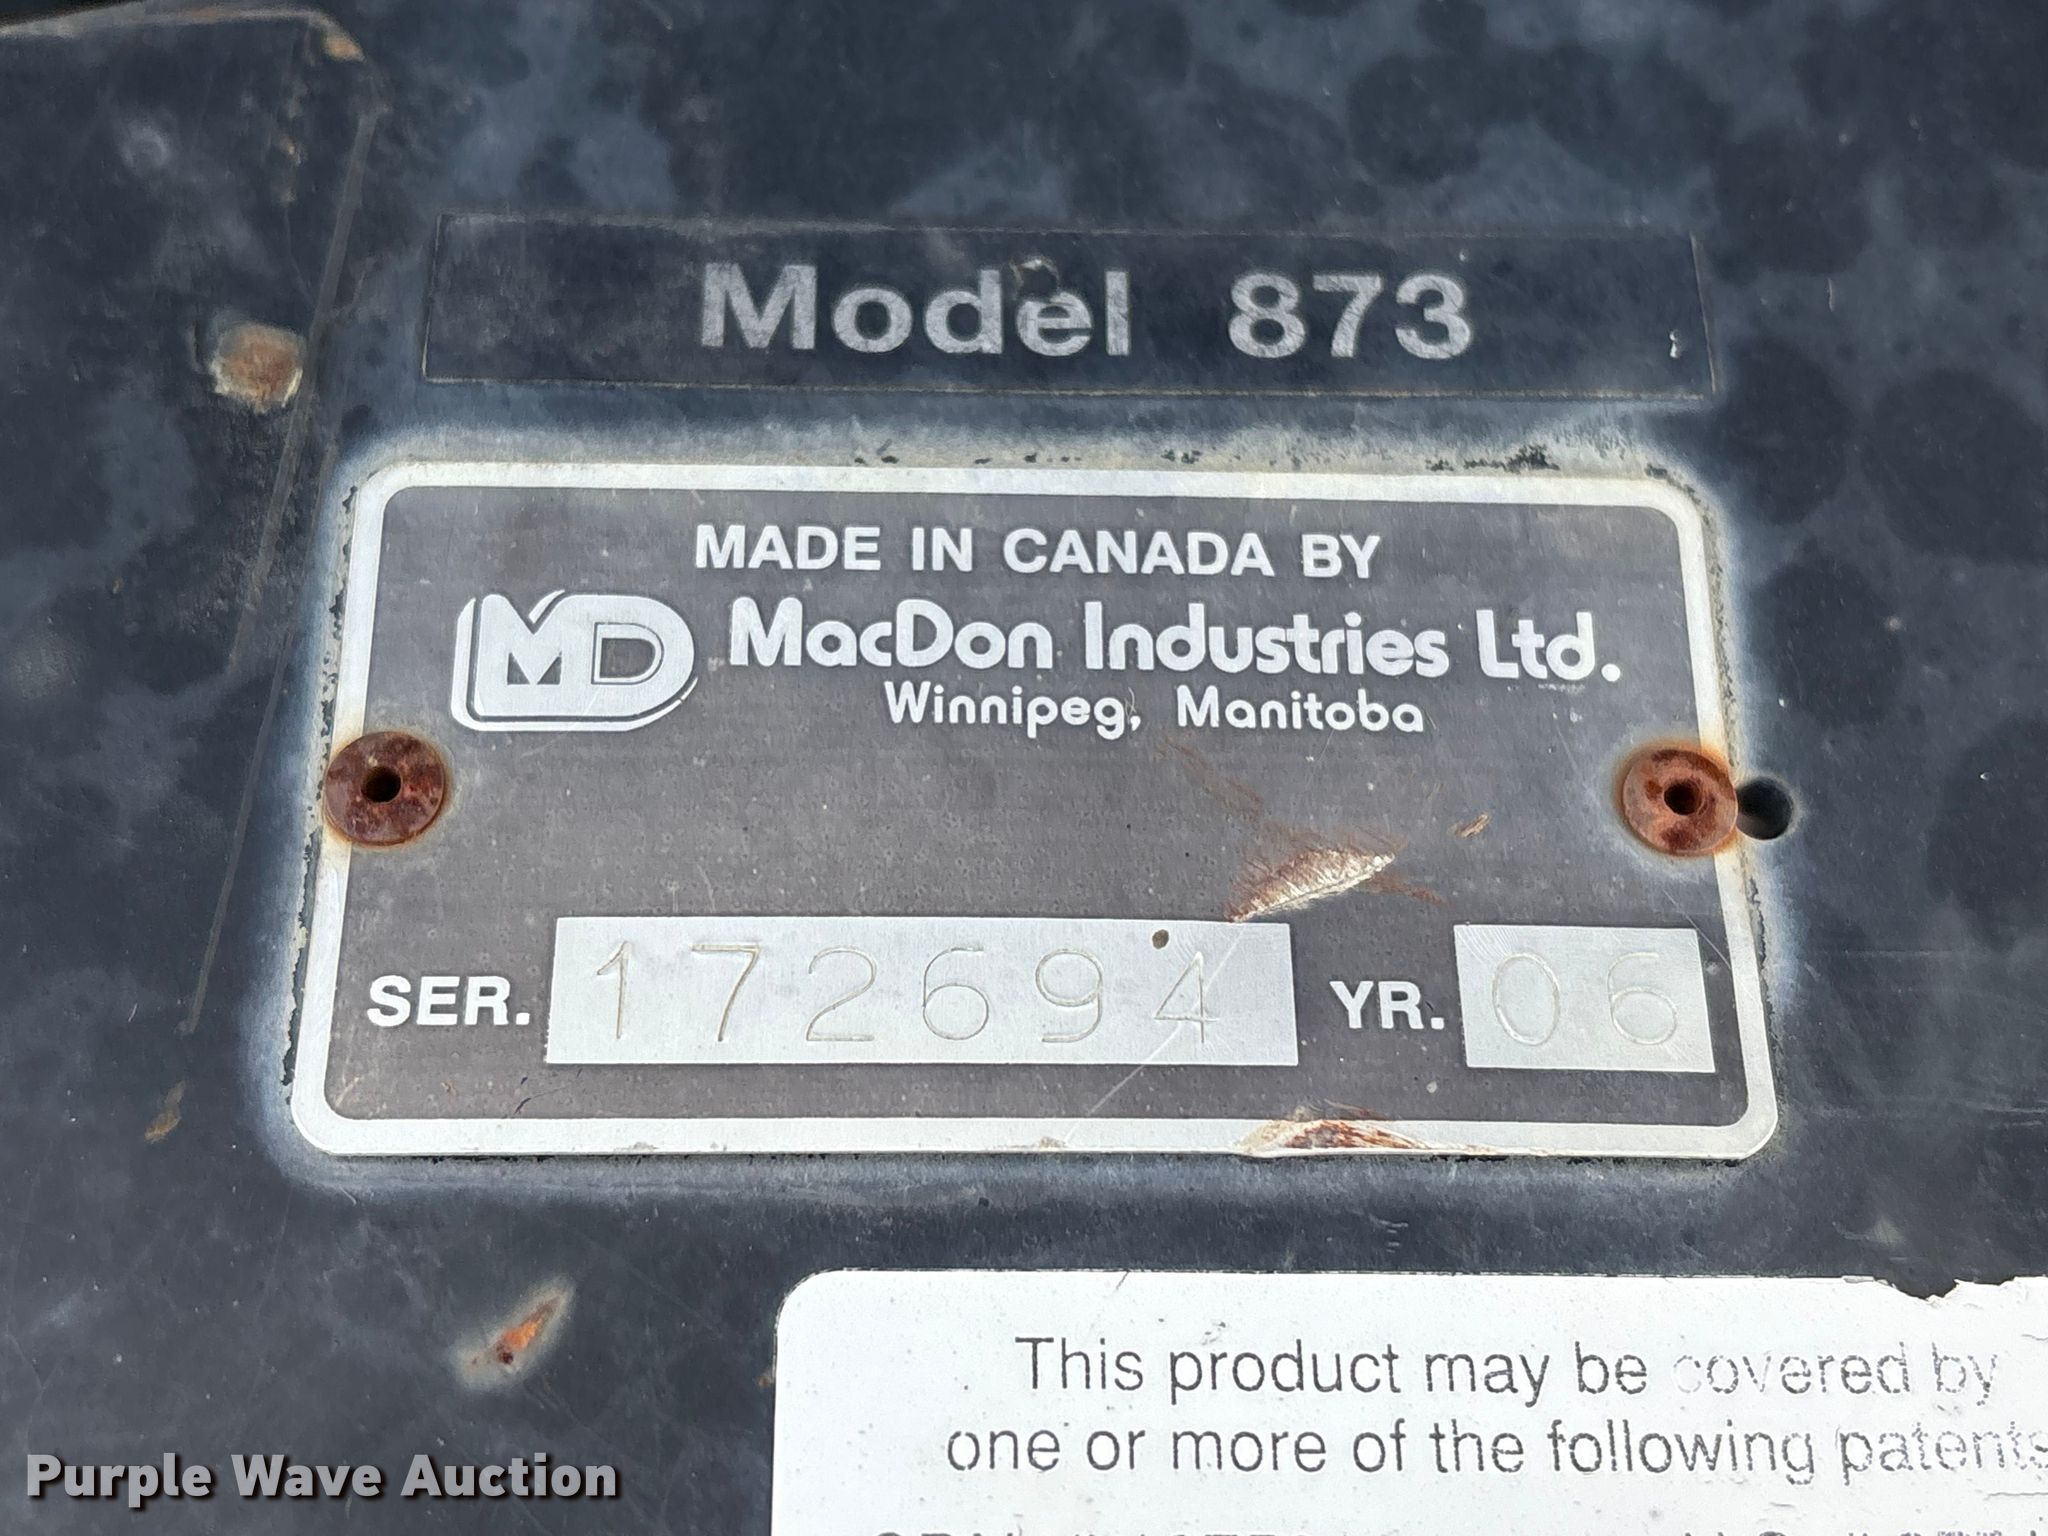 Model 873
MADE IN CANADA BY
MD MacDon Industries Ltd.
Winnipeg, Manitoba
SER. 172694 YR. 06
This product may be covered by
one or more of the following patents
Purple Wave Auction